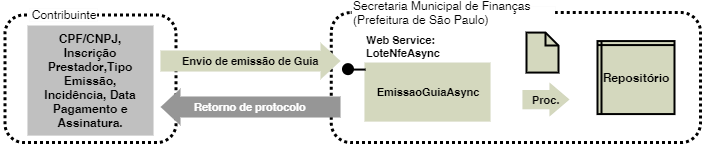 Contribuinte
CPF/CNPJ,
Inscrição
Prestador,Tipo
Emissão,
Incidência, Data
Pagamento e
Assinatura.
Envio de emissão de Guia
Retorno de protocolo
Secretaria Municipal de Finanças
(Prefeitura de São Paulo)
Web Service:
LoteNfeAsync
EmissaoGuiaAsync
Proc.
Repositório